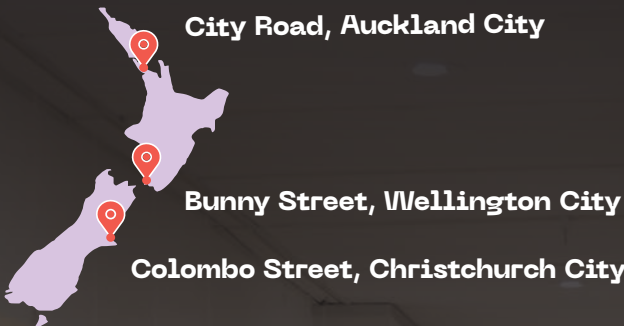 City Road, Auckland City
Bunny Street, Wellington City
Colombo Street, Christchurch City